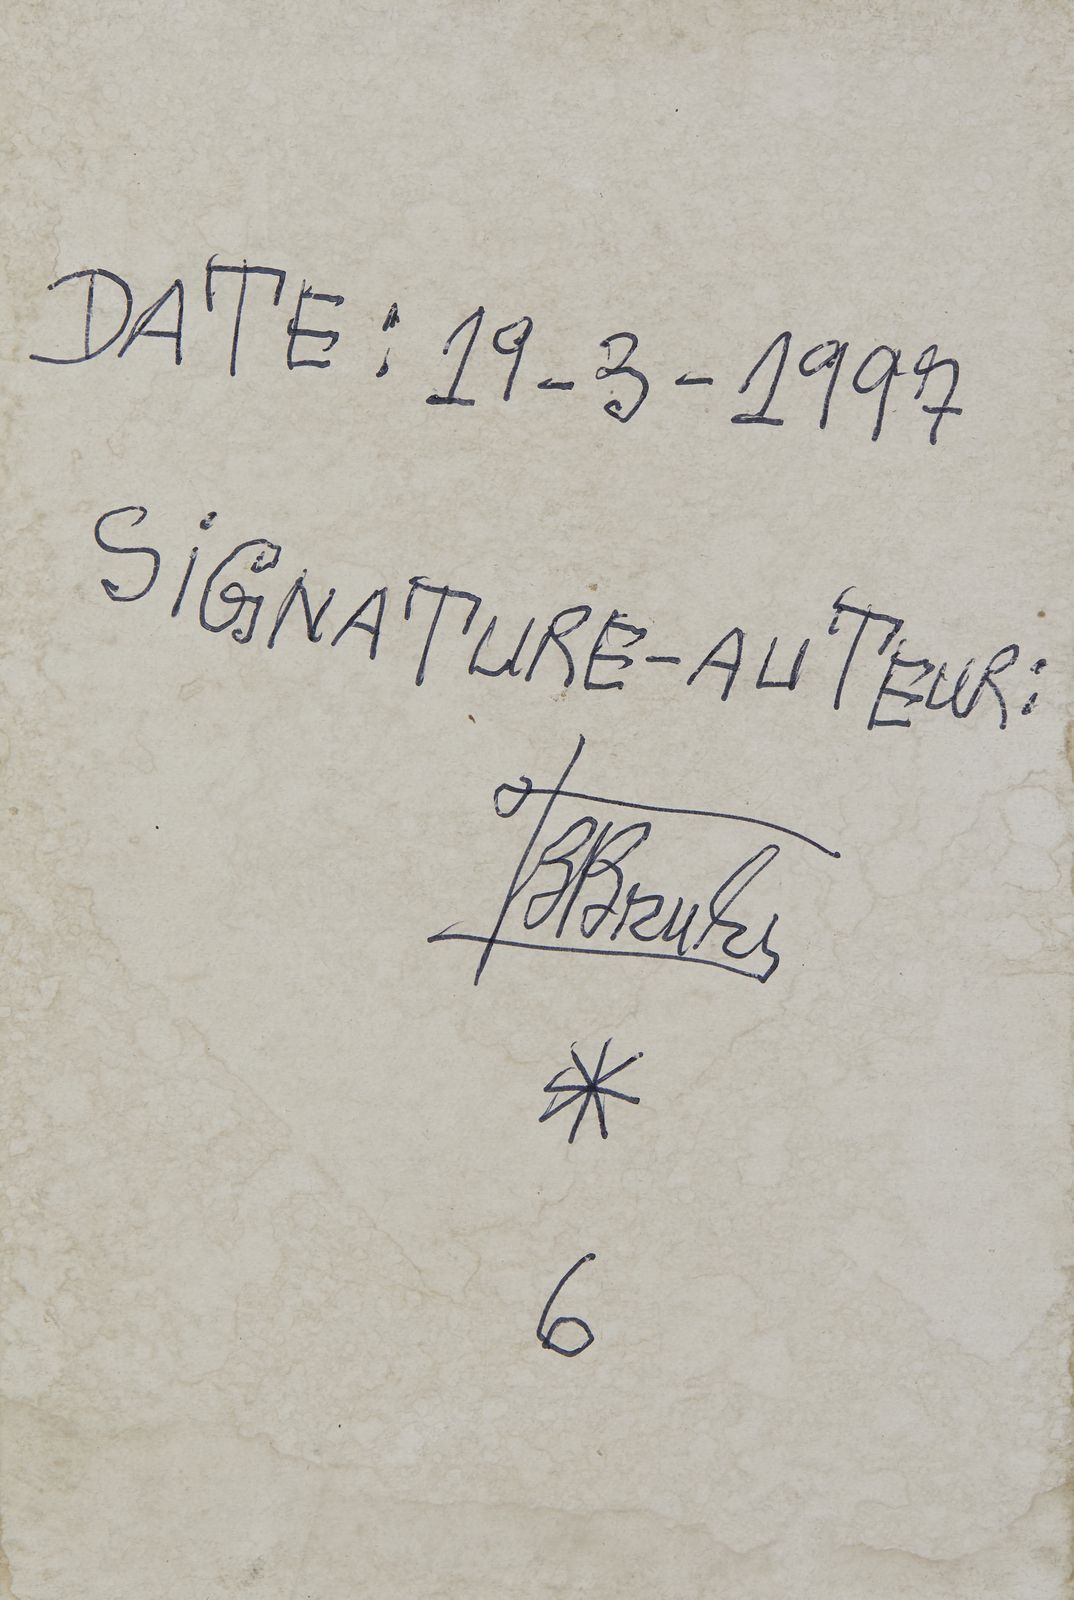 DATE: 19-3-1997
SiGNATURE-AUTEUR:
*
6